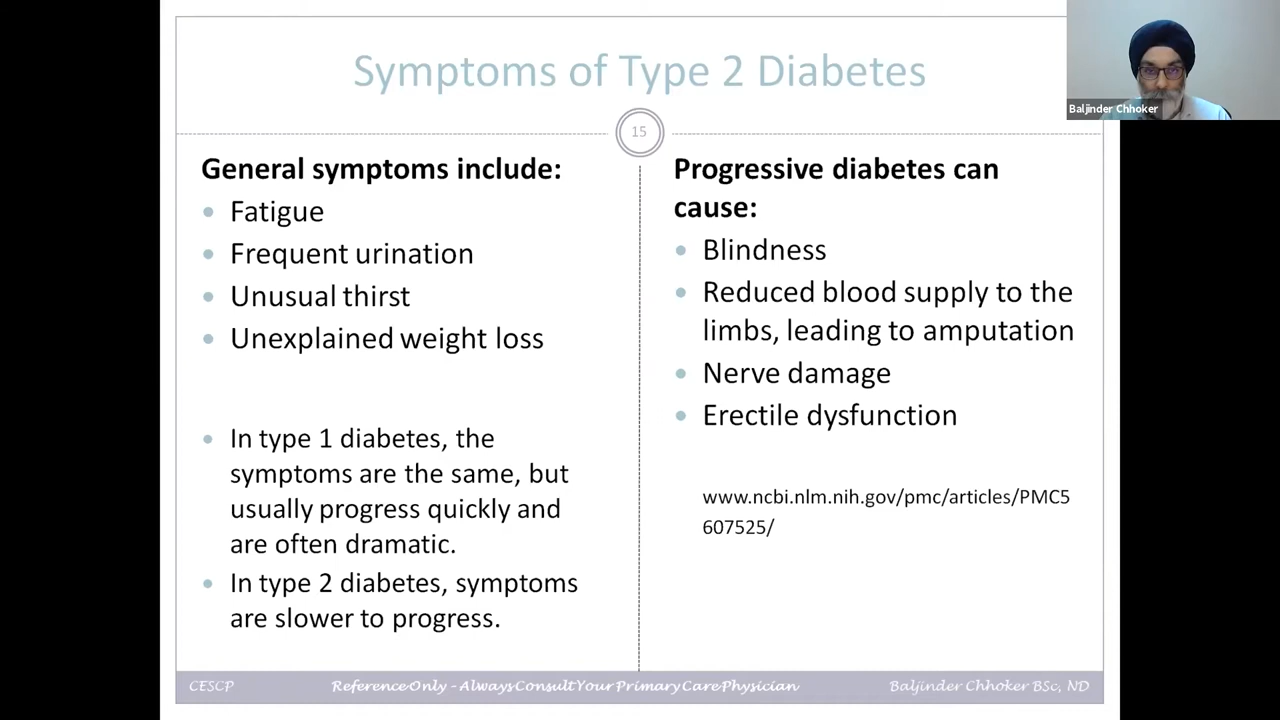 Symptoms of Type 2 Diabetes
Baljinder Chhoker
15
General symptoms include:
Fatigue
Frequent urination
Unusual thirst
Unexplained weight loss
In type 1 diabetes, the
symptoms are the same, but
usually progress quickly and
are often dramatic.
In type 2 diabetes, symptoms
are slower to progress.
Progressive diabetes can
cause:
Blindness
Reduced blood supply to the
limbs, leading to amputation
Nerve damage
Erectile dysfunction
www.ncbi.nlm.nih.gov/pmc/articles/PMC5
607525/
CESCP
Reference Only - Always Consult Your Primary Care Physician
Baljinder Chhoker BSc, ND